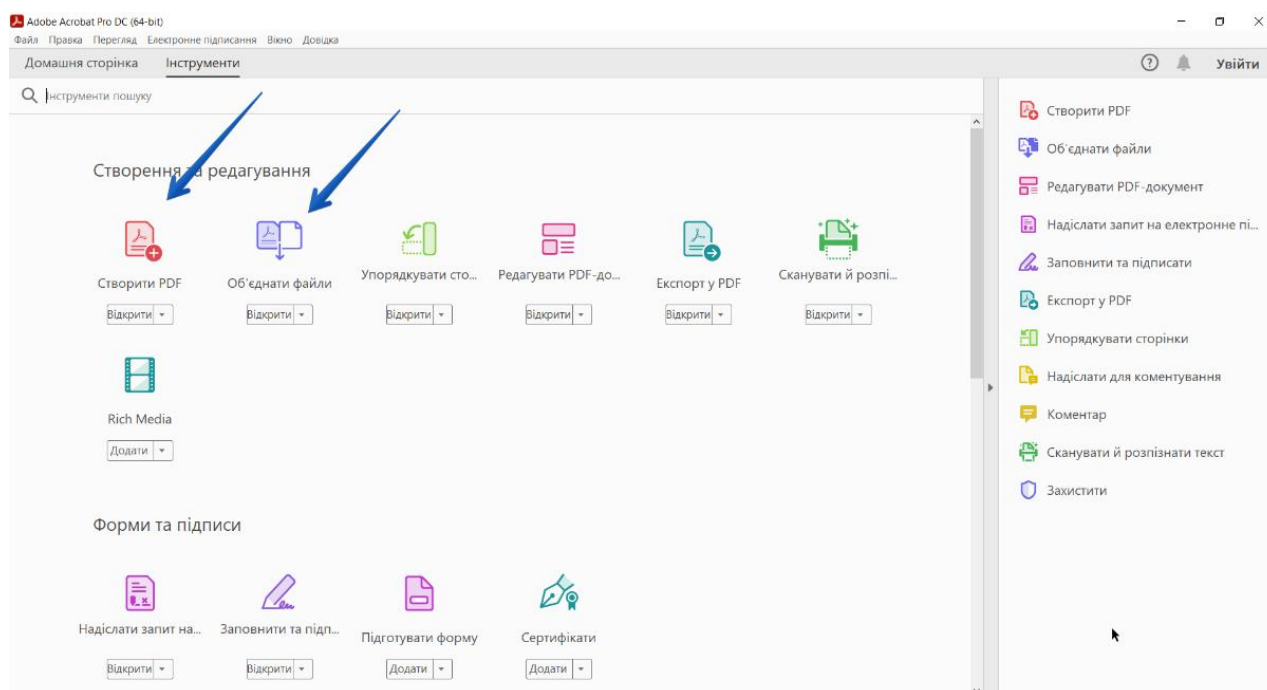 Adobe Acrobat Pro DC (64-bit)
Файл Правка Перегляд Електронне підписання Вікно Довідка
Домашня сторінка Інструменти Увійти
Інструменти пошуку
Створення та редагування
Створити PDF Об'єднати файли Упорядкувати сто... Редагувати PDF-до... Експорт у PDF Сканувати й розпі...
Відкрити Відкрити Відкрити Відкрити Відкрити Відкрити
Rich Media
Додати
Форми та підписи
Надіслати запит на... Заповнити та підп... Підготувати форму Сертифікати
Відкрити Відкрити Додати Додати
Створити PDF
Об'єднати файли
Редагувати PDF-документ
Надіслати запит на електронне пі...
Заповнити та підписати
Експорт у PDF
Упорядкувати сторінки
Надіслати для коментування
Коментар
Сканувати й розпізнати текст
Захистити